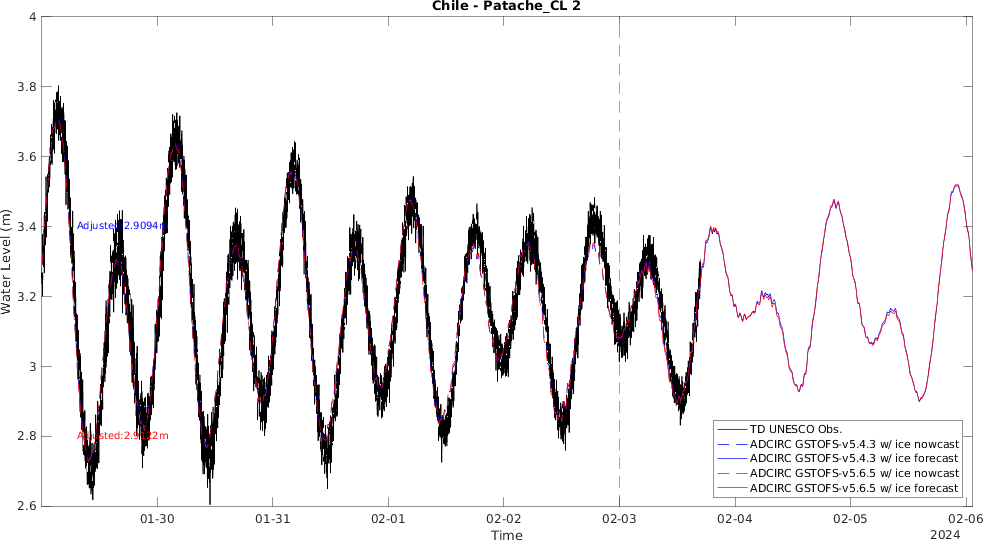 Chile - Patache_CL 2
4
3.8
3.6
3.4
3.2
3
2.8
2.6
Water Level (m)
Adjusted:2.9094m
01-30
01-31
02-01
02-02
02-03
02-04
02-05
02-06
Time
2024
TD UNESCO Obs.
ADCIRC GSTOFS-v5.4.3 w/ ice nowcast
ADCIRC GSTOFS-v5.4.3 w/ ice forecast
ADCIRC GSTOFS-v5.6.5 w/ ice nowcast
ADCIRC GSTOFS-v5.6.5 w/ ice forecast